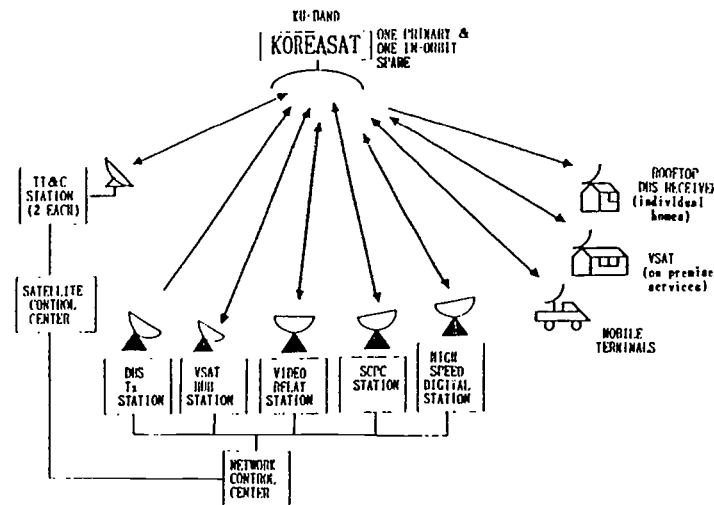 KU-BAND
KOREASAT
ONE PRIMARY &
ONE IN-ORBIT
SPARE
TT&C
STATION
(2 EACH)
SATELLITE
CONTROL
CENTER
ROOFTOP
DBS RECEIVER
(individual
homes)
VSAT
(on premise
services)
MOBILE
TERMINALS
DBS
Tx
STATION
VSAT
HUB
STATION
VIDEO
RELAY
STATION
SCPC
STATION
HIGH
SPEED
DIGITAL
STATION
NETWORK
CONTROL
CENTER